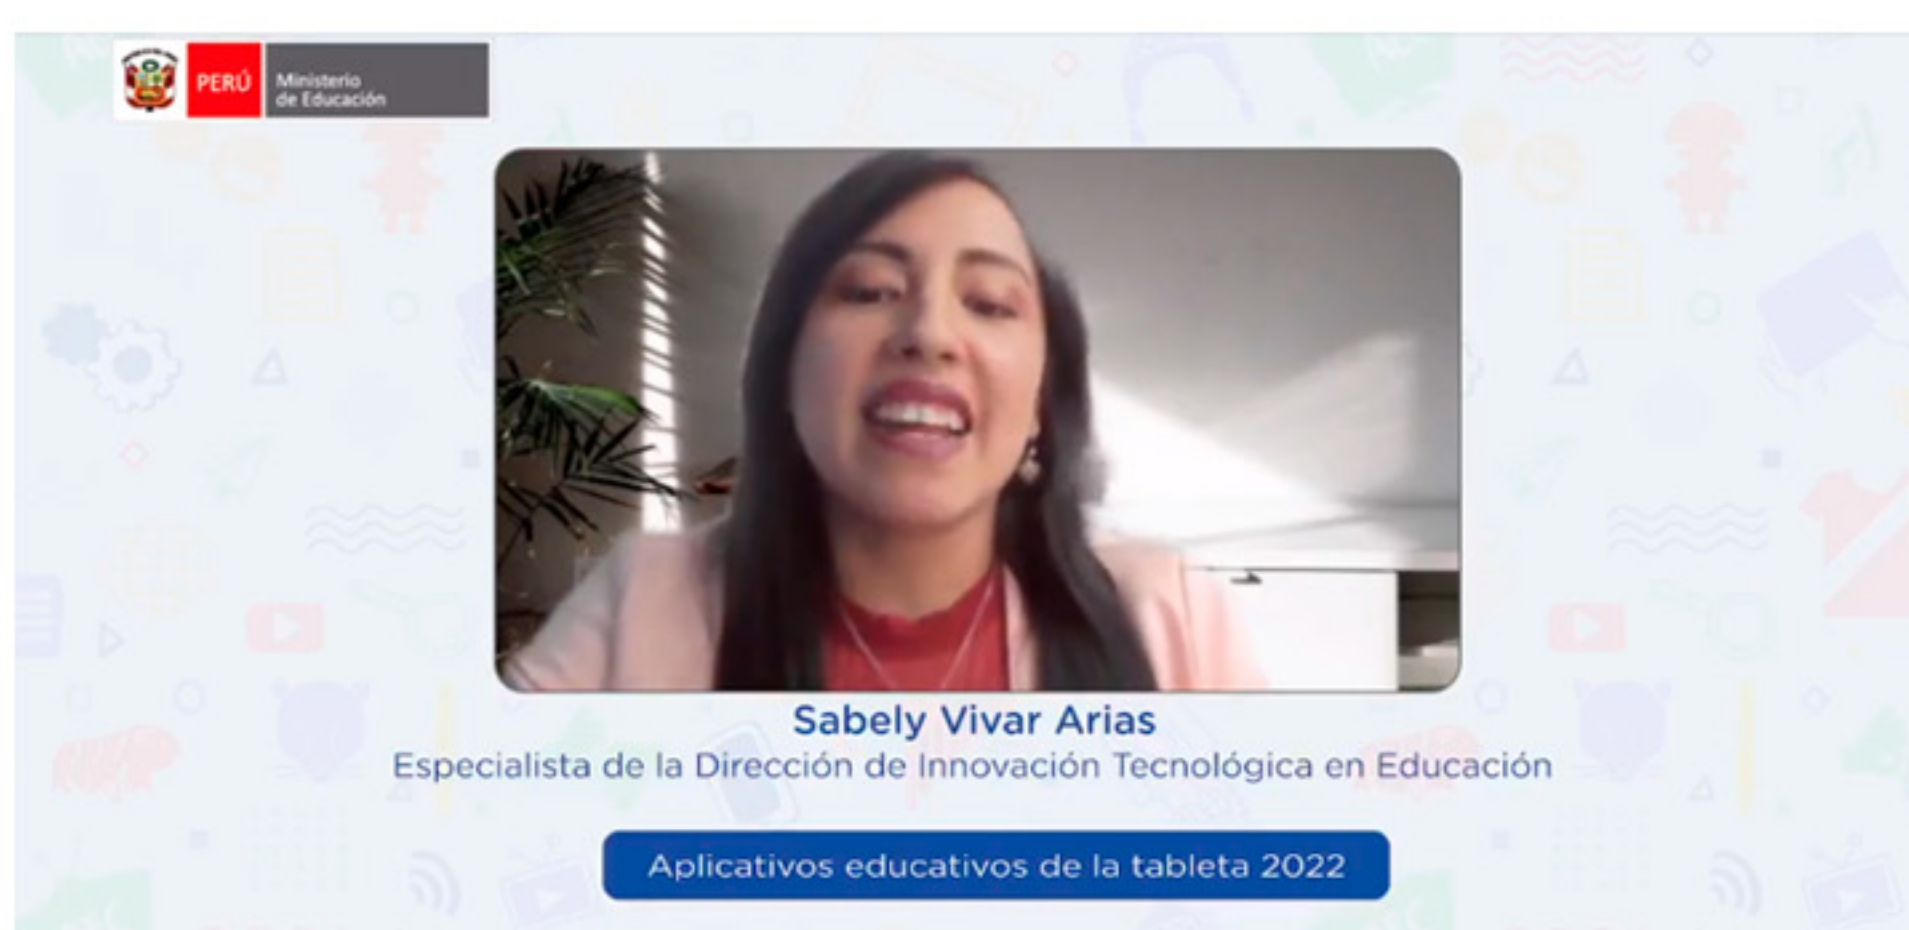 PERÚ
Ministerio
de Educación
Sabely Vivar Arias
Especialista de la Dirección de Innovación Tecnológica en Educación
Aplicativos educativos de la tableta 2022